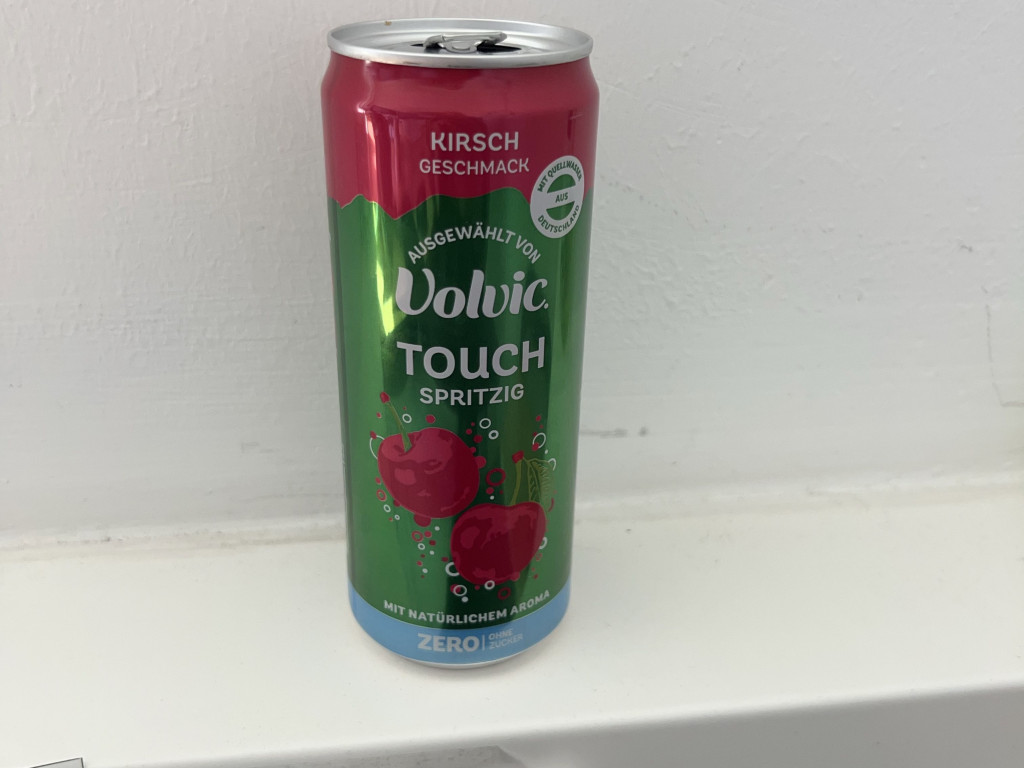 KIRSCH
GESCHMACK
MIT QUELLWASSER
AUS
DEUTSCHLAND
AUSGEWÄHLT VON
Volvic.
TOUCH
SPRITZIG
MIT NATÜRLICHEM AROMA
ZERO
OHNE
ZUCKER